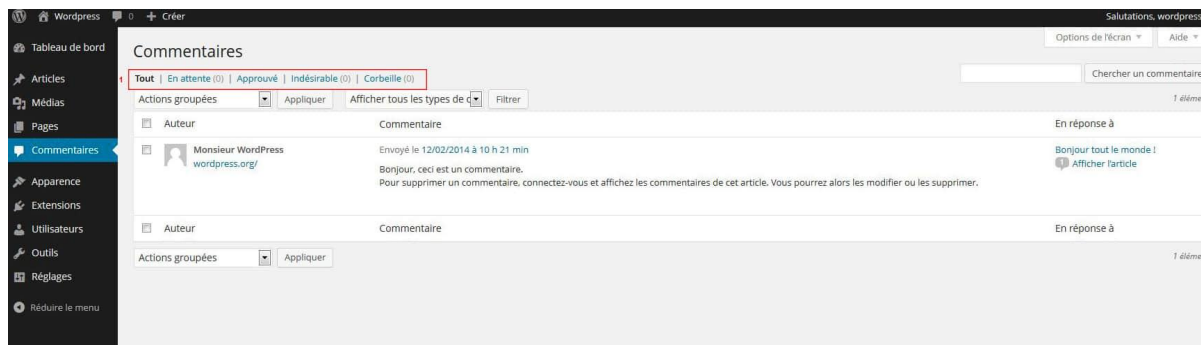 Wordpress 0 + Créer Salutations, wordpress
Options de l'écran Aide
Tableau de bord
Articles
Médias
Pages
Commentaires
Apparence
Extensions
Utilisateurs
Outils
Réglages
Réduire le menu
Commentaires
1 Tout | En attente (0) | Approuvé | Indésirable (0) | Corbeille (0)
Chercher un commentaire
Actions groupées Appliquer Afficher tous les types de c Filtrer 1 éléme
Auteur Commentaire En réponse à
Monsieur WordPress
wordpress.org/
Envoyé le 12/02/2014 à 10 h 21 min
Bonjour, ceci est un commentaire.
Pour supprimer un commentaire, connectez-vous et affichez les commentaires de cet article. Vous pourrez alors les modifier ou les supprimer.
Bonjour tout le monde !
1 Afficher l'article
Auteur Commentaire En réponse à
Actions groupées Appliquer 1 éléme